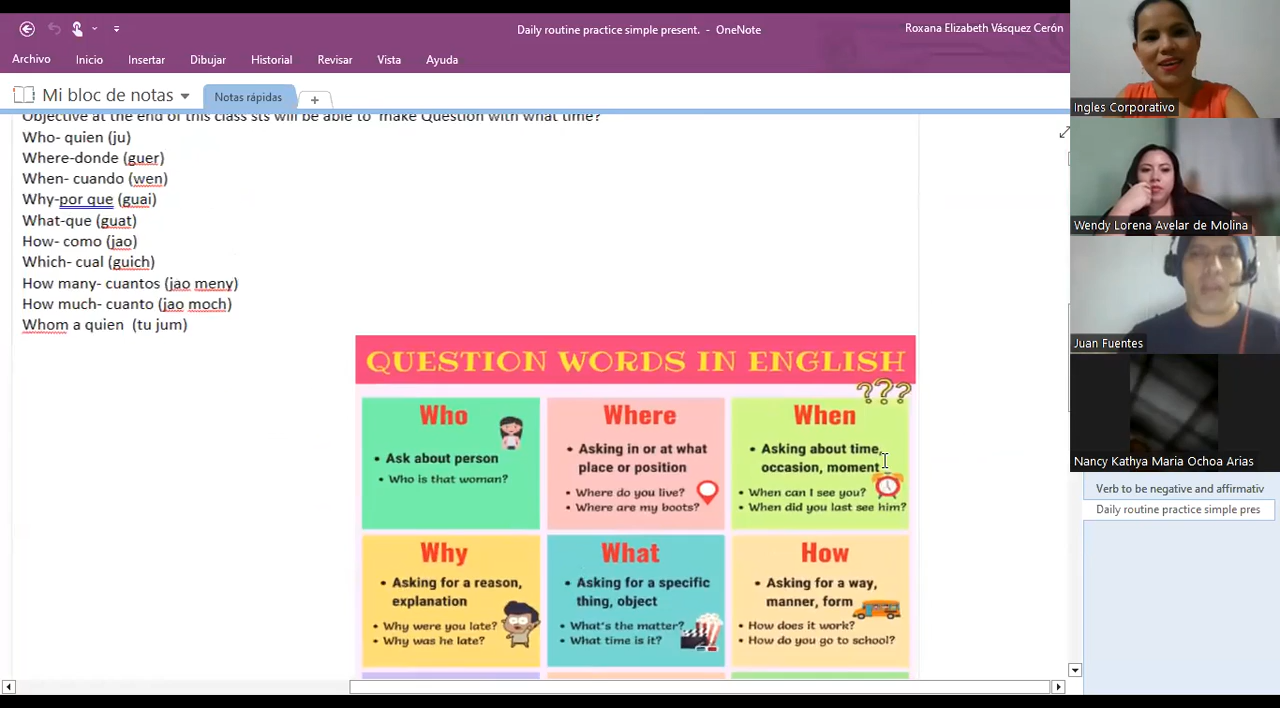 Daily routine practice simple present. - OneNote
Roxana Elizabeth Vásquez Cerón
Archivo
Inicio
Insertar
Dibujar
Historial
Revisar
Vista
Ayuda
Mi bloc de notas
Notas rápidas
Objective at the end of this class sts will be able to make Question with what time?
Who- quien (ju)
Where-donde (guer)
When- cuando (wen)
Why-por que (guai)
What-que (guat)
How- como (jao)
Which- cual (guich)
How many- cuantos (jao meny)
How much- cuanto (jao moch)
Whom a quien (tu jum)
QUESTION WORDS IN ENGLISH
???
Who
• Ask about person
• Who is that woman?
Where
• Asking in or at what
place or position
• Where do you live?
• Where are my boots?
When
• Asking about time,
occasion, moment
• When can I see you?
• When did you last see him?
Why
• Asking for a reason,
explanation
• Why were you late?
• Why was he late?
What
• Asking for a specific
thing, object
• What's the matter?
• What time is it?
How
• Asking for a way,
manner, form
• How does it work?
• How do you go to school?
Ingles Corporativo
Wendy Lorena Avelar de Molina
Juan Fuentes
Nancy Kathya Maria Ochoa Arias
Verb to be negative and affirmativ
Daily routine practice simple pres